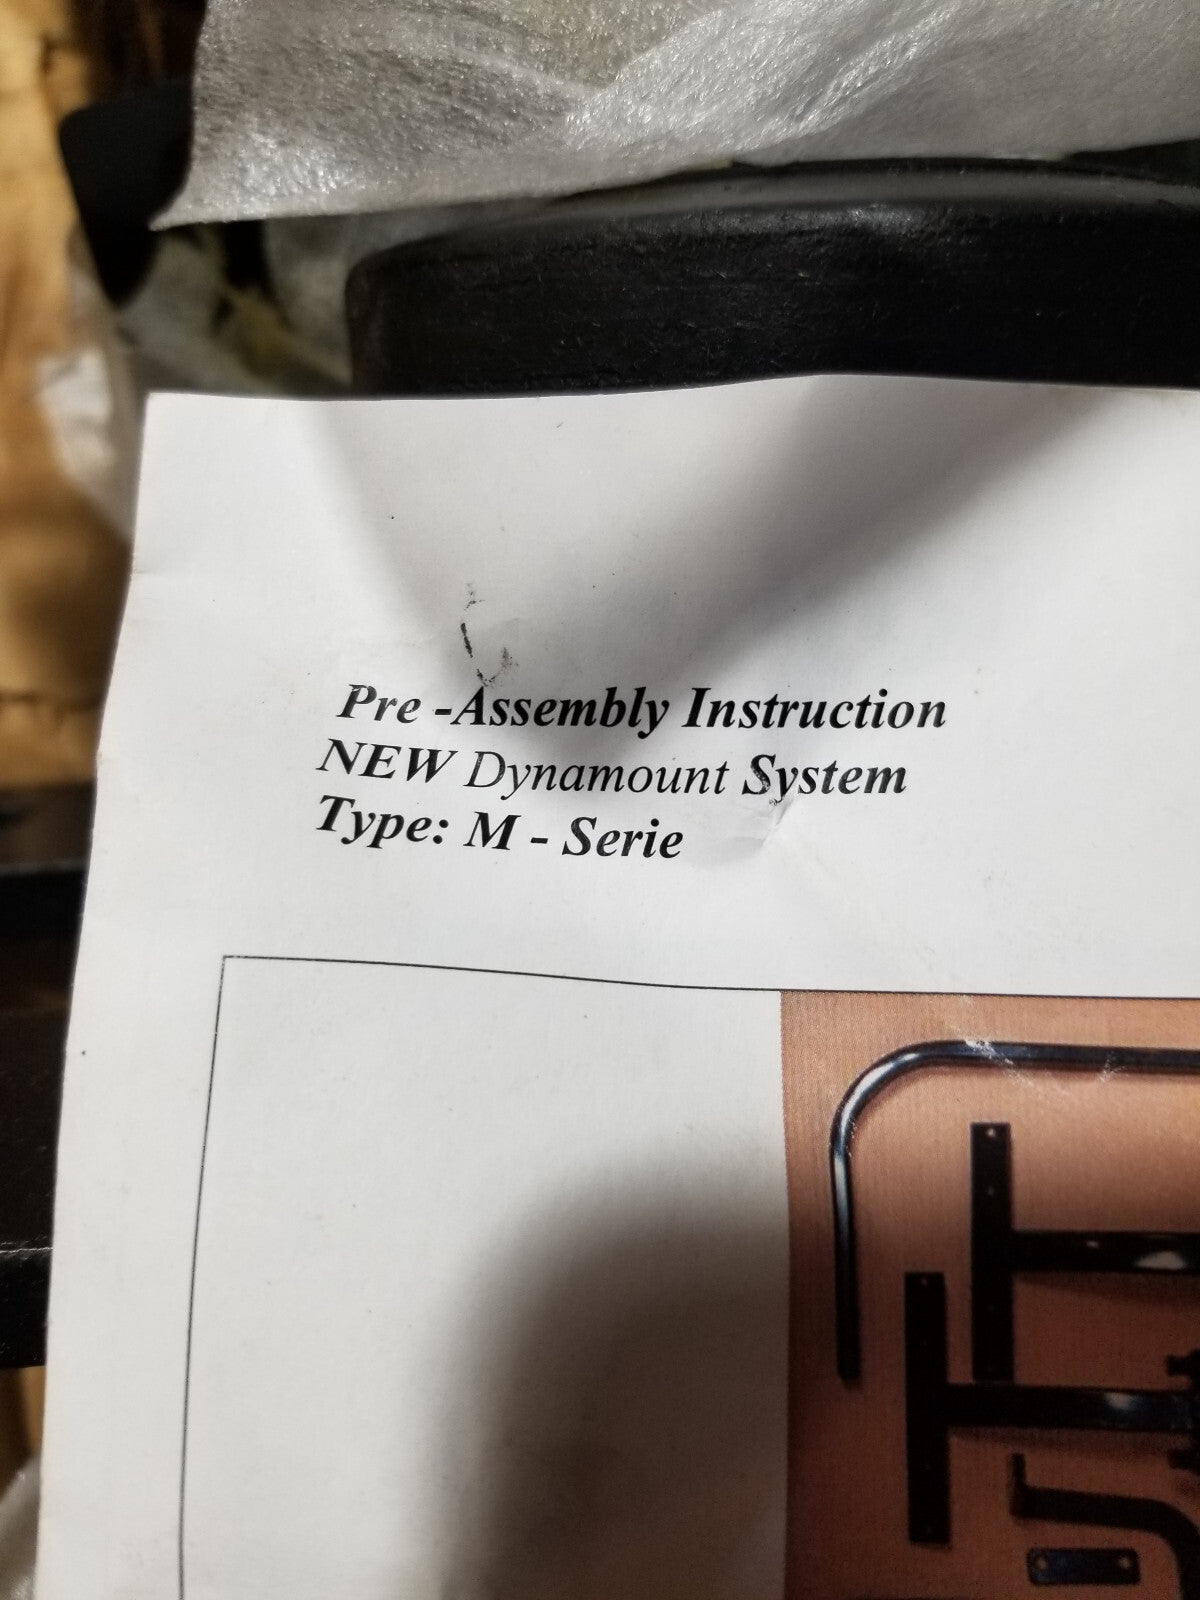 Pre -Assembly Instruction
NEW Dynamount System
Type: M - Serie